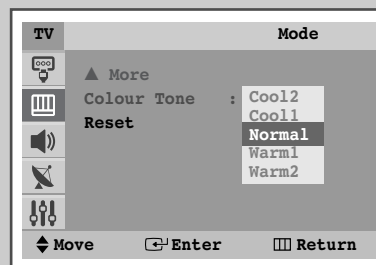 TV Mode
▲ More
Colour Tone : Cool2
Cool1
Reset
Normal
Warm1
Warm2
Move Enter Return